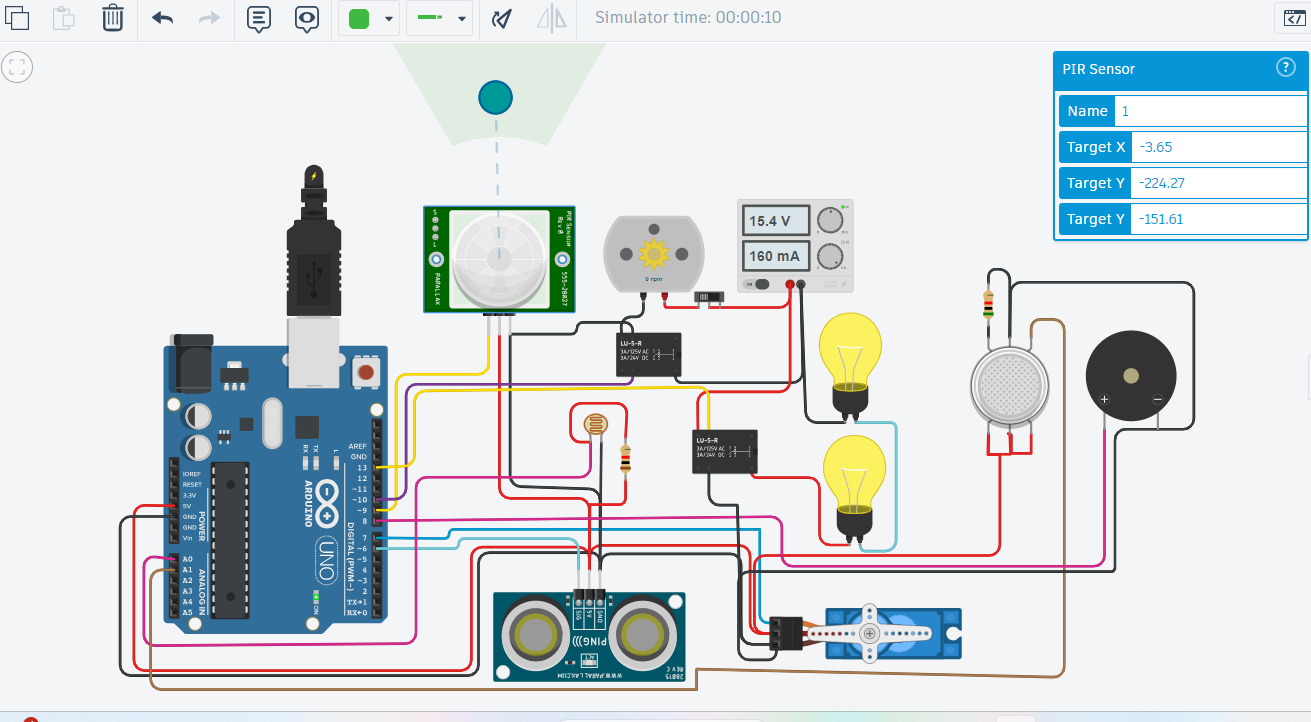 Simulator time: 00:00:10
PIR Sensor
?
Name 1
Target X -3.65
Target Y -224.27
Target Y -151.61
PIR SENSOR
Rev B
PARALLAX
555-28027
0 rpm
15.4 V
160 mA
LU-5-R
3A/125V AC
3A/24V DC
LU-5-R
3A/125V AC
3A/24V DC
+
−
AREF
GND
13
12
~11
~10
~9
8
7
~6
~5
4
~3
2
TX→1
RX←0
DIGITAL (PWM~)
IOREF
RESET
3.3V
5V
GND
GND
Vin
POWER
A0
A1
A2
A3
A4
A5
ANALOG IN
RX
TX
L
ARDUINO
UNO
ON
SIG
5V
GND
PING)))
WWW.PARALLAX.COM
28015
REV C